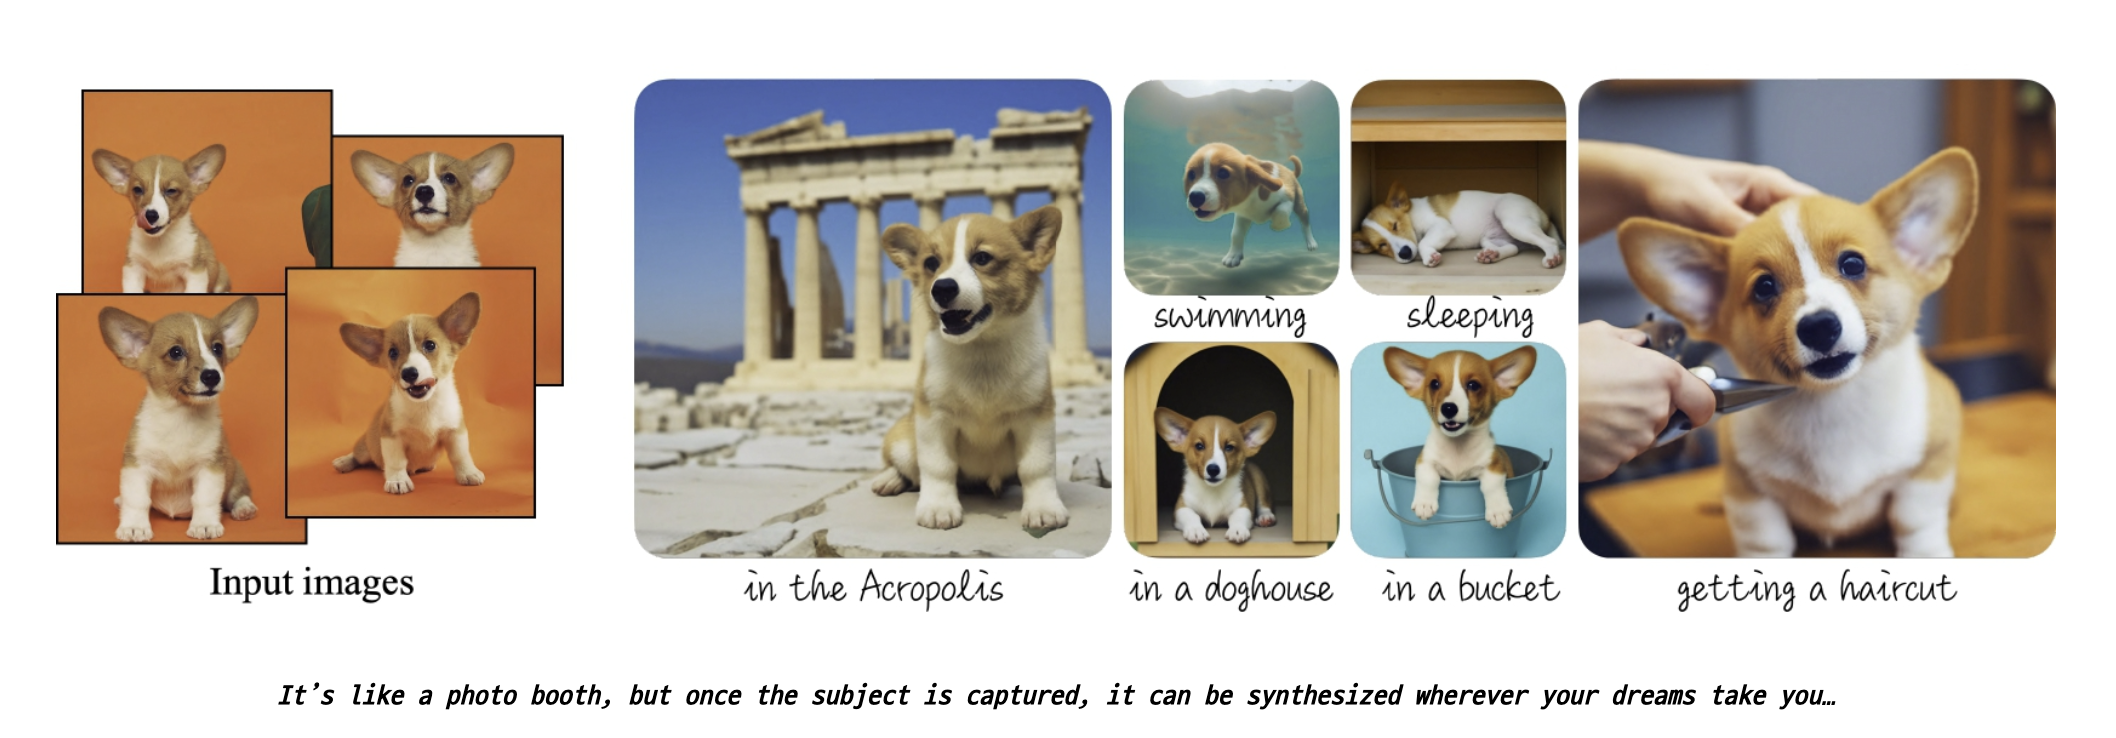 swimming
sleeping
Input images
in the Acropolis
in a doghouse
in a bucket
getting a haircut
It’s like a photo booth, but once the subject is captured, it can be synthesized wherever your dreams take you…